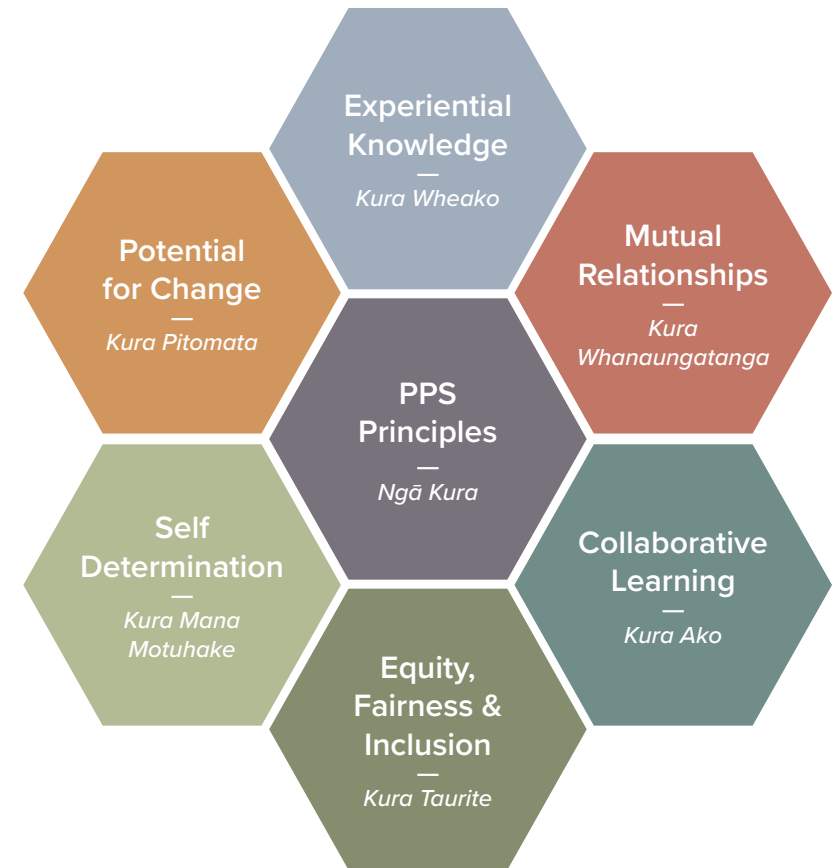 Experiential
Knowledge
—
Kura Wheako
Mutual
Relationships
—
Kura
Whanaungatanga
Potential
for Change
—
Kura Pitomata
PPS
Principles
—
Ngā Kura
Self
Determination
—
Kura Mana
Motuhake
Collaborative
Learning
—
Kura Ako
Equity,
Fairness &
Inclusion
—
Kura Taurite